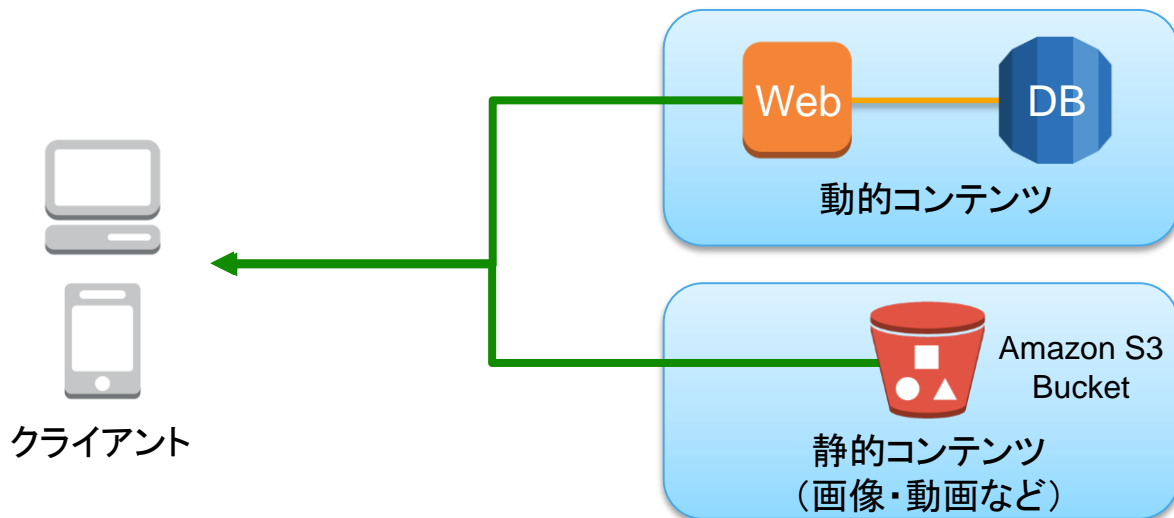 Web
DB
動的コンテンツ
クライアント
Amazon S3
Bucket
静的コンテンツ
（画像・動画など）